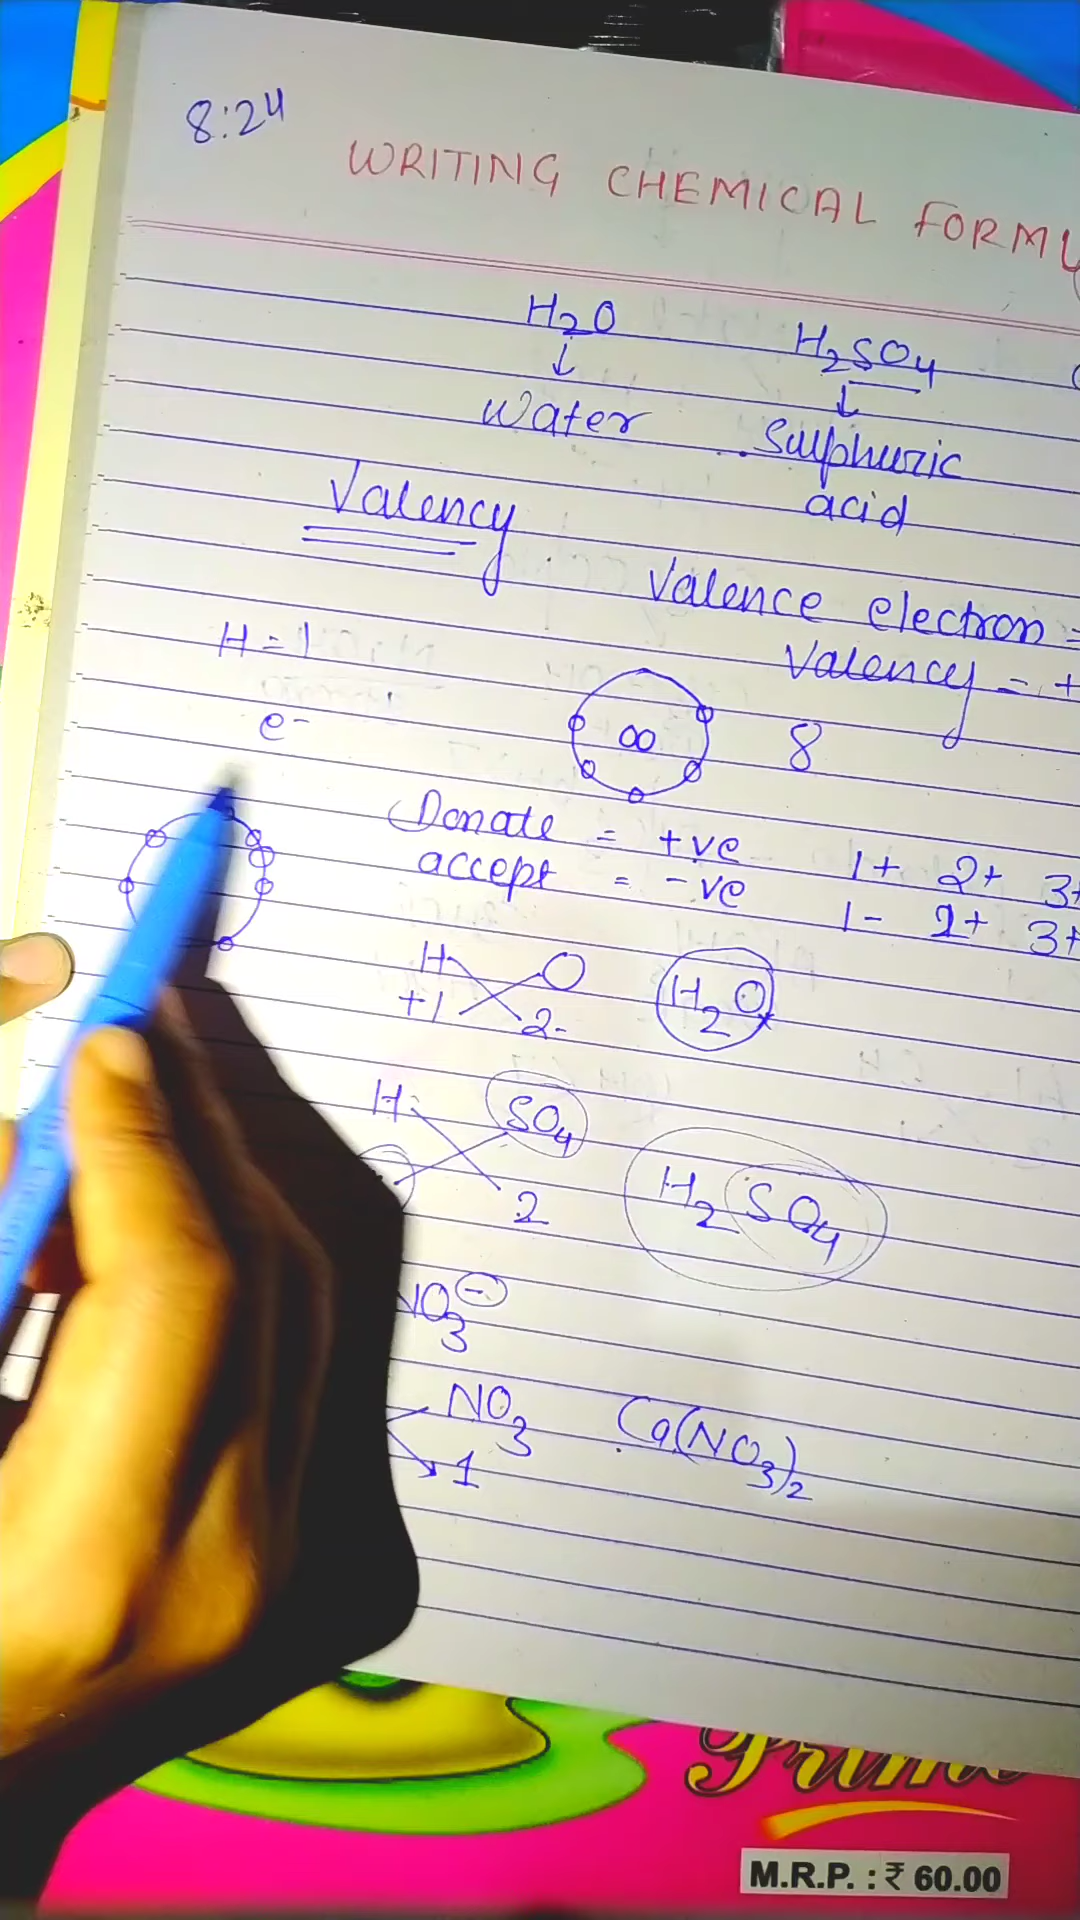 8:24
WRITING CHEMICAL FORMU
H2O H2SO4
↓ ↓
Water Sulphuric
acid
Valency
Valence electron =
Valency = +
H = 1
e-
∞ 8
Donate = +ve 1+ 2+ 3+
accept = -ve 1- 2+ 3+
H O H2O
+1 2-
H SO4
2 H2SO4
NO3-
NO3 Ca(NO3)2
1
Prime
M.R.P. : ₹ 60.00